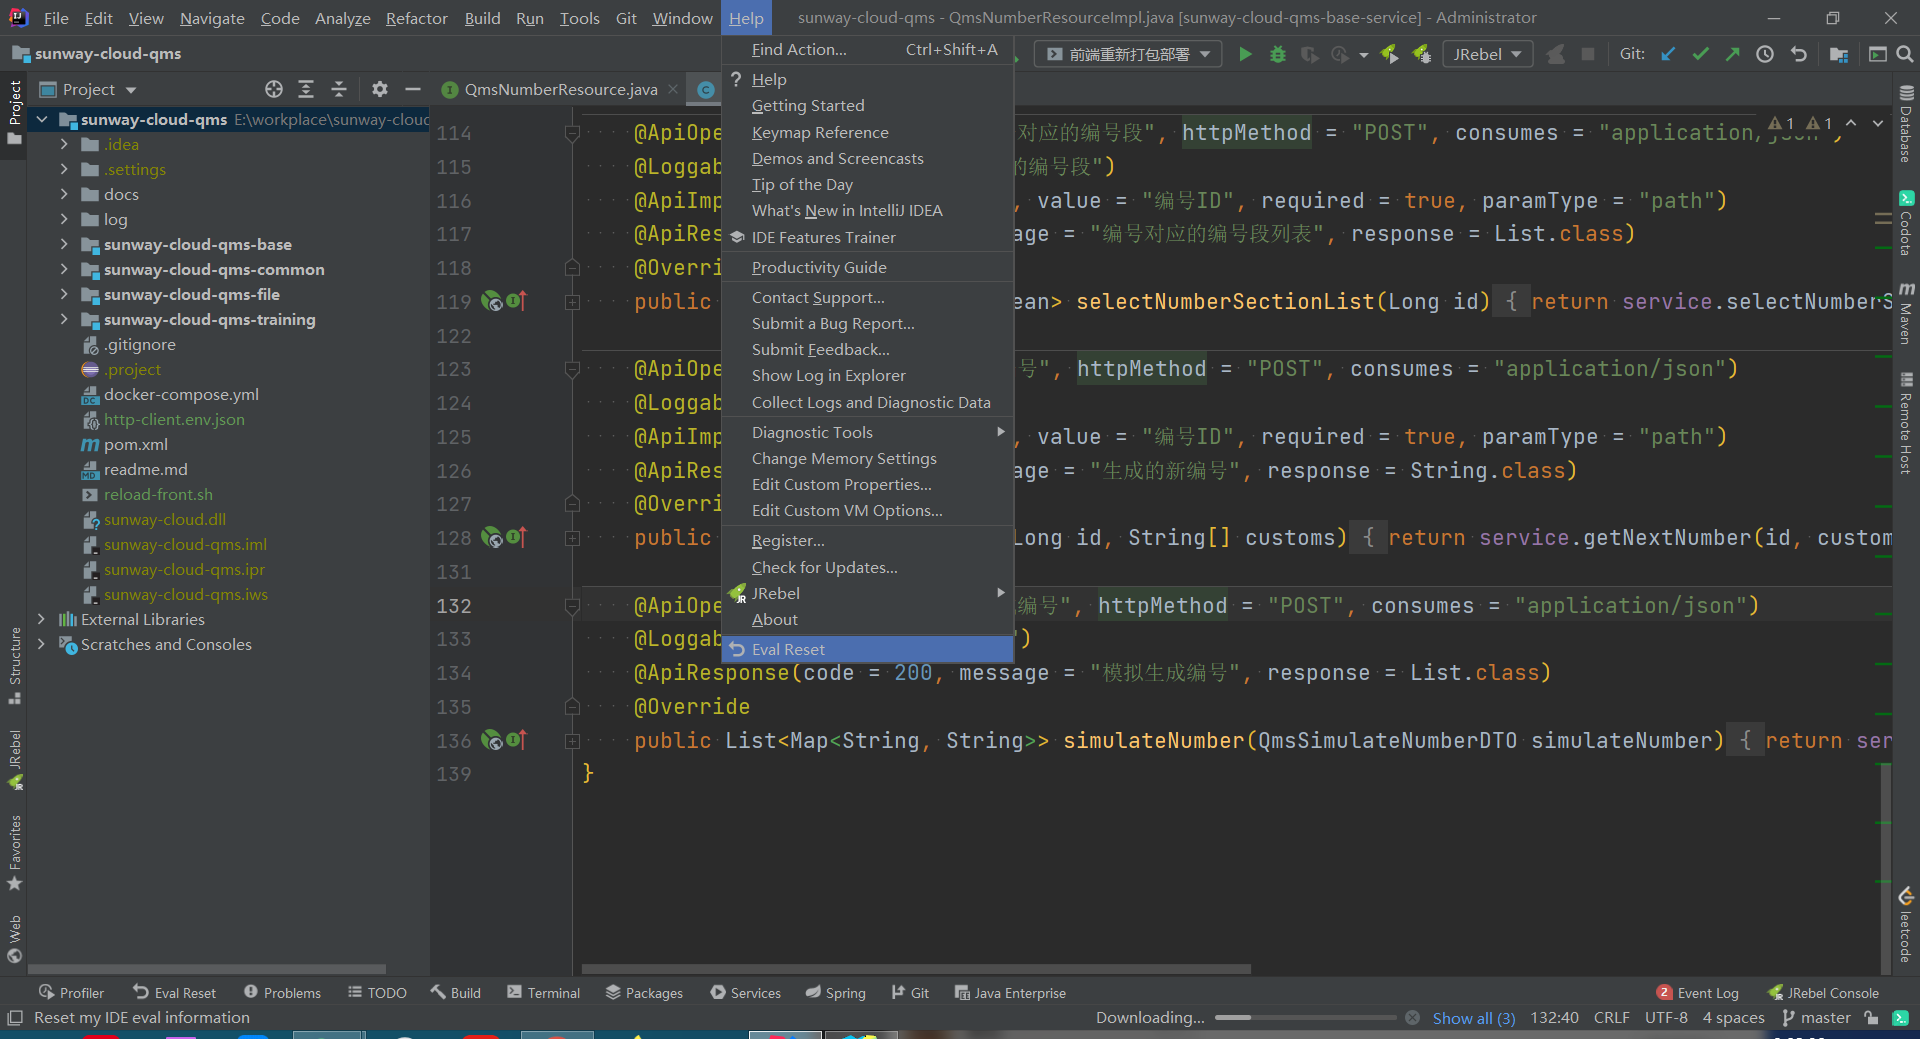 File Edit View Navigate Code Analyze Refactor Build Run Tools Git Window Help sunway-cloud-qms - QmsNumberResourceImpl.java [sunway-cloud-qms-base-service] - Administrator
sunway-cloud-qms
前端重新打包部署 JRebel Git:
Project
QmsNumberResource.java
Find Action... Ctrl+Shift+A
Help
Getting Started
Keymap Reference
Demos and Screencasts
Tip of the Day
What's New in IntelliJ IDEA
IDE Features Trainer
Productivity Guide
Contact Support...
Submit a Bug Report...
Submit Feedback...
Show Log in Explorer
Collect Logs and Diagnostic Data
Diagnostic Tools
Change Memory Settings
Edit Custom Properties...
Edit Custom VM Options...
Register...
Check for Updates...
JRebel
About
Eval Reset
Project
Structure
JRebel
Favorites
Web
sunway-cloud-qms E:\workplace\sunway-cloud
.idea
.settings
docs
log
sunway-cloud-qms-base
sunway-cloud-qms-common
sunway-cloud-qms-file
sunway-cloud-qms-training
.gitignore
.project
docker-compose.yml
http-client.env.json
pom.xml
readme.md
reload-front.sh
sunway-cloud.dll
sunway-cloud-qms.iml
sunway-cloud-qms.ipr
sunway-cloud-qms.iws
External Libraries
Scratches and Consoles
1 1
114 @ApiOpe 对应的编号段", httpMethod = "POST", consumes = "application/json")
115 @Loggab 的编号段")
116 @ApiImp , value = "编号ID", required = true, paramType = "path")
117 @ApiRes age = "编号对应的编号段列表", response = List.class)
118 @Overri
119 public ean> selectNumberSectionList(Long id) { return service.selectNumberS
122
123 @ApiOpe 号", httpMethod = "POST", consumes = "application/json")
124 @Loggab
125 @ApiImp , value = "编号ID", required = true, paramType = "path")
126 @ApiRes age = "生成的新编号", response = String.class)
127 @Overri
128 public Long id, String[] customs) { return service.getNextNumber(id, custom
131
132 @ApiOpe 编号", httpMethod = "POST", consumes = "application/json")
133 @Loggab ")
134 @ApiResponse(code = 200, message = "模拟生成编号", response = List.class)
135 @Override
136 public List<Map<String, String>> simulateNumber(QmsSimulateNumberDTO simulateNumber) { return ser
139 }
Database
Codota
Maven
Remote Host
leetcode
Profiler Eval Reset Problems TODO Build Terminal Packages Services Spring Git Java Enterprise 2 Event Log JRebel Console
Reset my IDE eval information Downloading... Show all (3) 132:40 CRLF UTF-8 4 spaces master